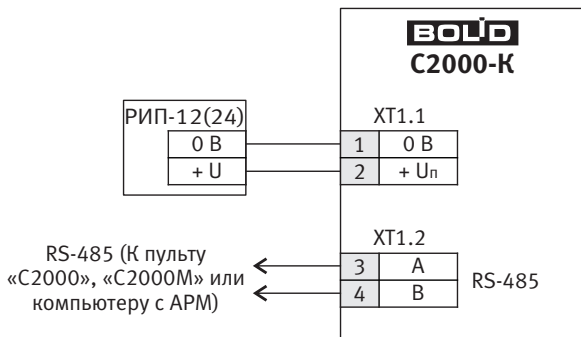 BOLID
С2000-К
РИП-12(24)
0 В
+ U
XT1.1
1 0 В
2 + Uп
RS-485 (К пульту
«С2000», «С2000М» или
компьютеру с АРМ)
XT1.2
3 A
4 B
RS-485